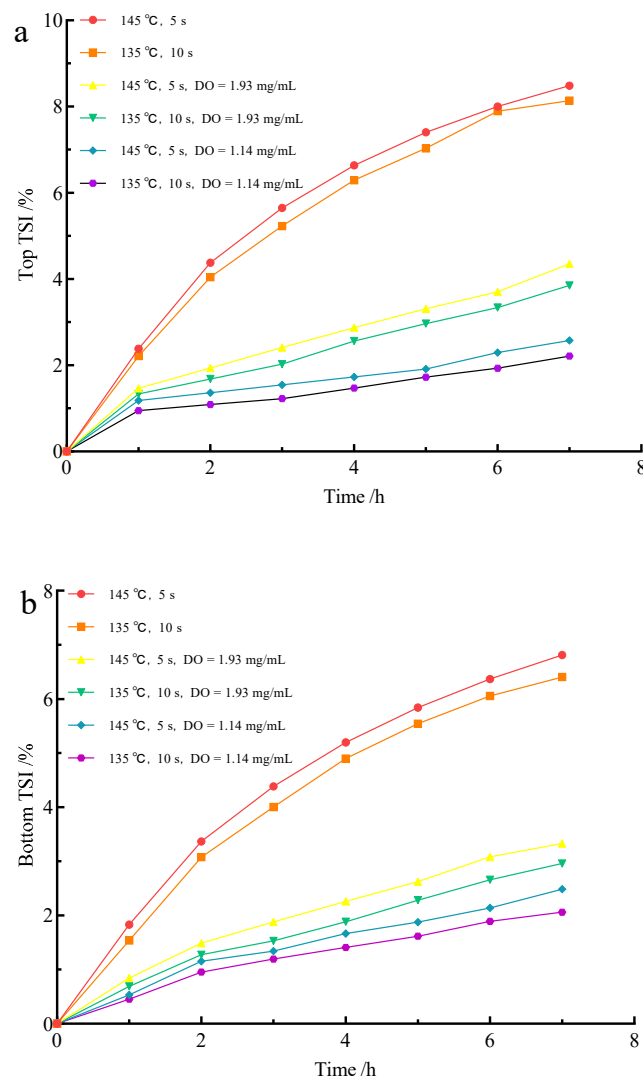 a
145 ℃, 5 s
135 ℃, 10 s
145 ℃, 5 s, DO = 1.93 mg/mL
135 ℃, 10 s, DO = 1.93 mg/mL
145 ℃, 5 s, DO = 1.14 mg/mL
135 ℃, 10 s, DO = 1.14 mg/mL
Top TSI /%
10
8
6
4
2
0
0 2 4 6 8
Time /h
b
145 ℃, 5 s
135 ℃, 10 s
145 ℃, 5 s, DO = 1.93 mg/mL
135 ℃, 10 s, DO = 1.93 mg/mL
145 ℃, 5 s, DO = 1.14 mg/mL
135 ℃, 10 s, DO = 1.14 mg/mL
Bottom TSI /%
8
6
4
2
0
0 2 4 6 8
Time /h